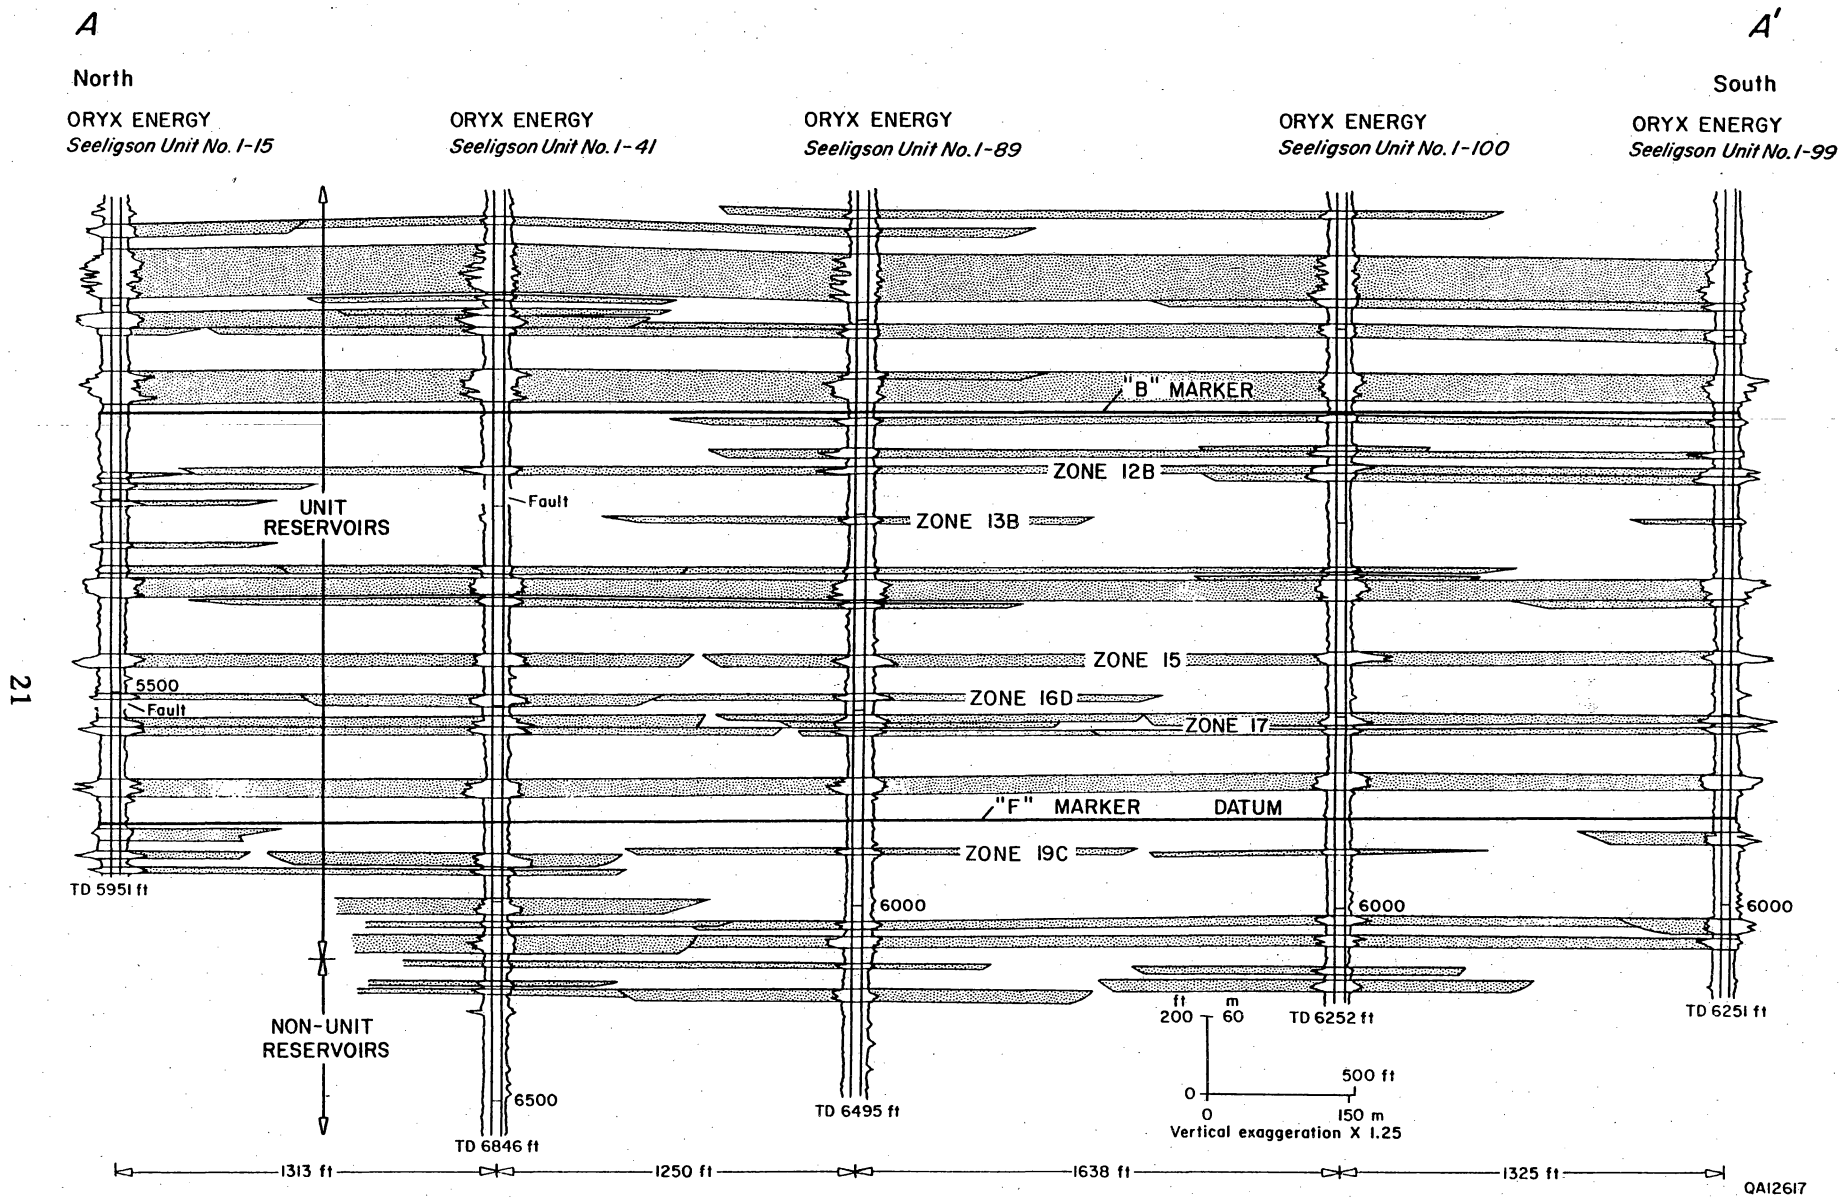 A
A'
North
South
ORYX ENERGY
Seeligson Unit No. 1-15
ORYX ENERGY
Seeligson Unit No. 1-41
ORYX ENERGY
Seeligson Unit No. 1-89
ORYX ENERGY
Seeligson Unit No. 1-100
ORYX ENERGY
Seeligson Unit No. 1-99
"B" MARKER
ZONE 12B
Fault
UNIT
RESERVOIRS
ZONE 13B
ZONE 15
5500
ZONE 16D
Fault
21
ZONE 17
"F" MARKER DATUM
ZONE 19C
TD 5951 ft
6000
6000
6000
NON-UNIT
RESERVOIRS
ft m
200 60
TD 6252 ft
TD 6251 ft
500 ft
0
0 150 m
Vertical exaggeration X 1.25
6500
TD 6495 ft
TD 6846 ft
1313 ft
1250 ft
1638 ft
1325 ft
QA12617